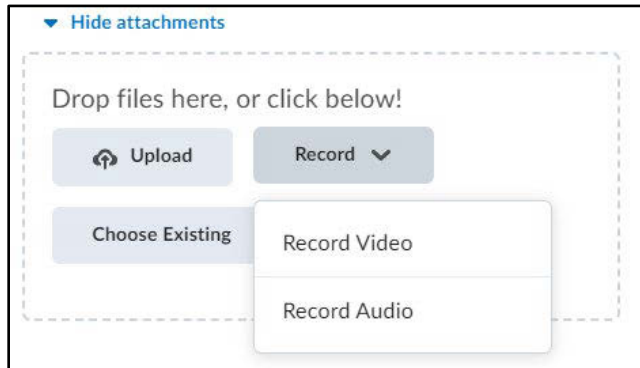 Hide attachments
Drop files here, or click below!
Upload
Record
Choose Existing
Record Video
Record Audio